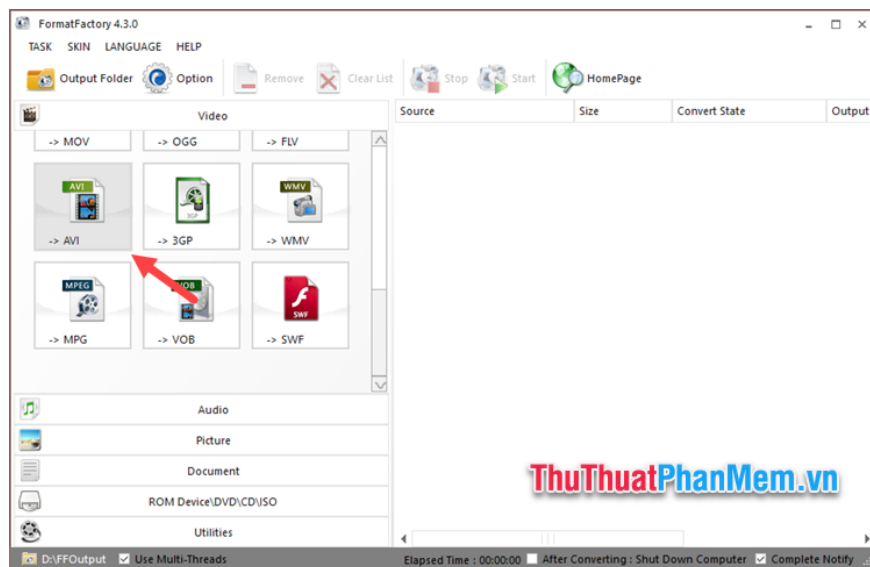 FormatFactory 4.3.0
TASK SKIN LANGUAGE HELP
Output Folder Option Remove Clear List Stop Start HomePage
Video
Source Size Convert State Output
-> MOV -> OGG -> FLV
AVI 3GP WMV
-> AVI -> 3GP -> WMV
MPEG VOB SWF
-> MPG -> VOB -> SWF
Audio
Picture
Document
ROM Device\DVD\CD\ISO
Utilities
ThuThuatPhanMem.vn
D:\FFOutput Use Multi-Threads Elapsed Time : 00:00:00 After Converting : Shut Down Computer Complete Notify